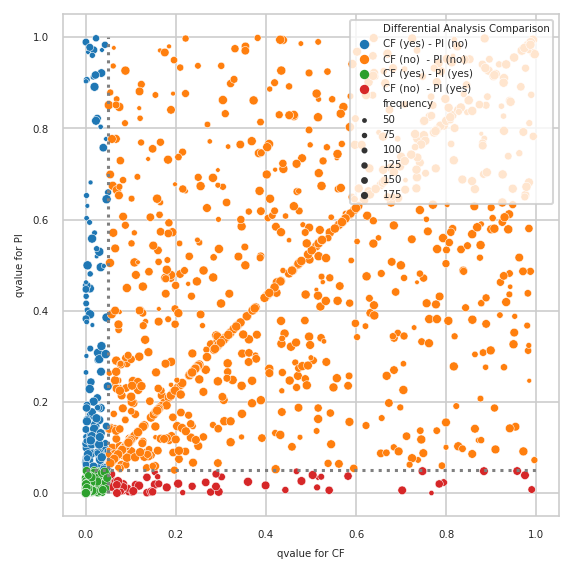 Differential Analysis Comparison
CF (yes) - PI (no)
CF (no)  - PI (no)
CF (yes) - PI (yes)
CF (no)  - PI (yes)
frequency
50
75
100
125
150
175
1.0
0.8
0.6
0.4
0.2
0.0
qvalue for PI
0.0 0.2 0.4 0.6 0.8 1.0
qvalue for CF